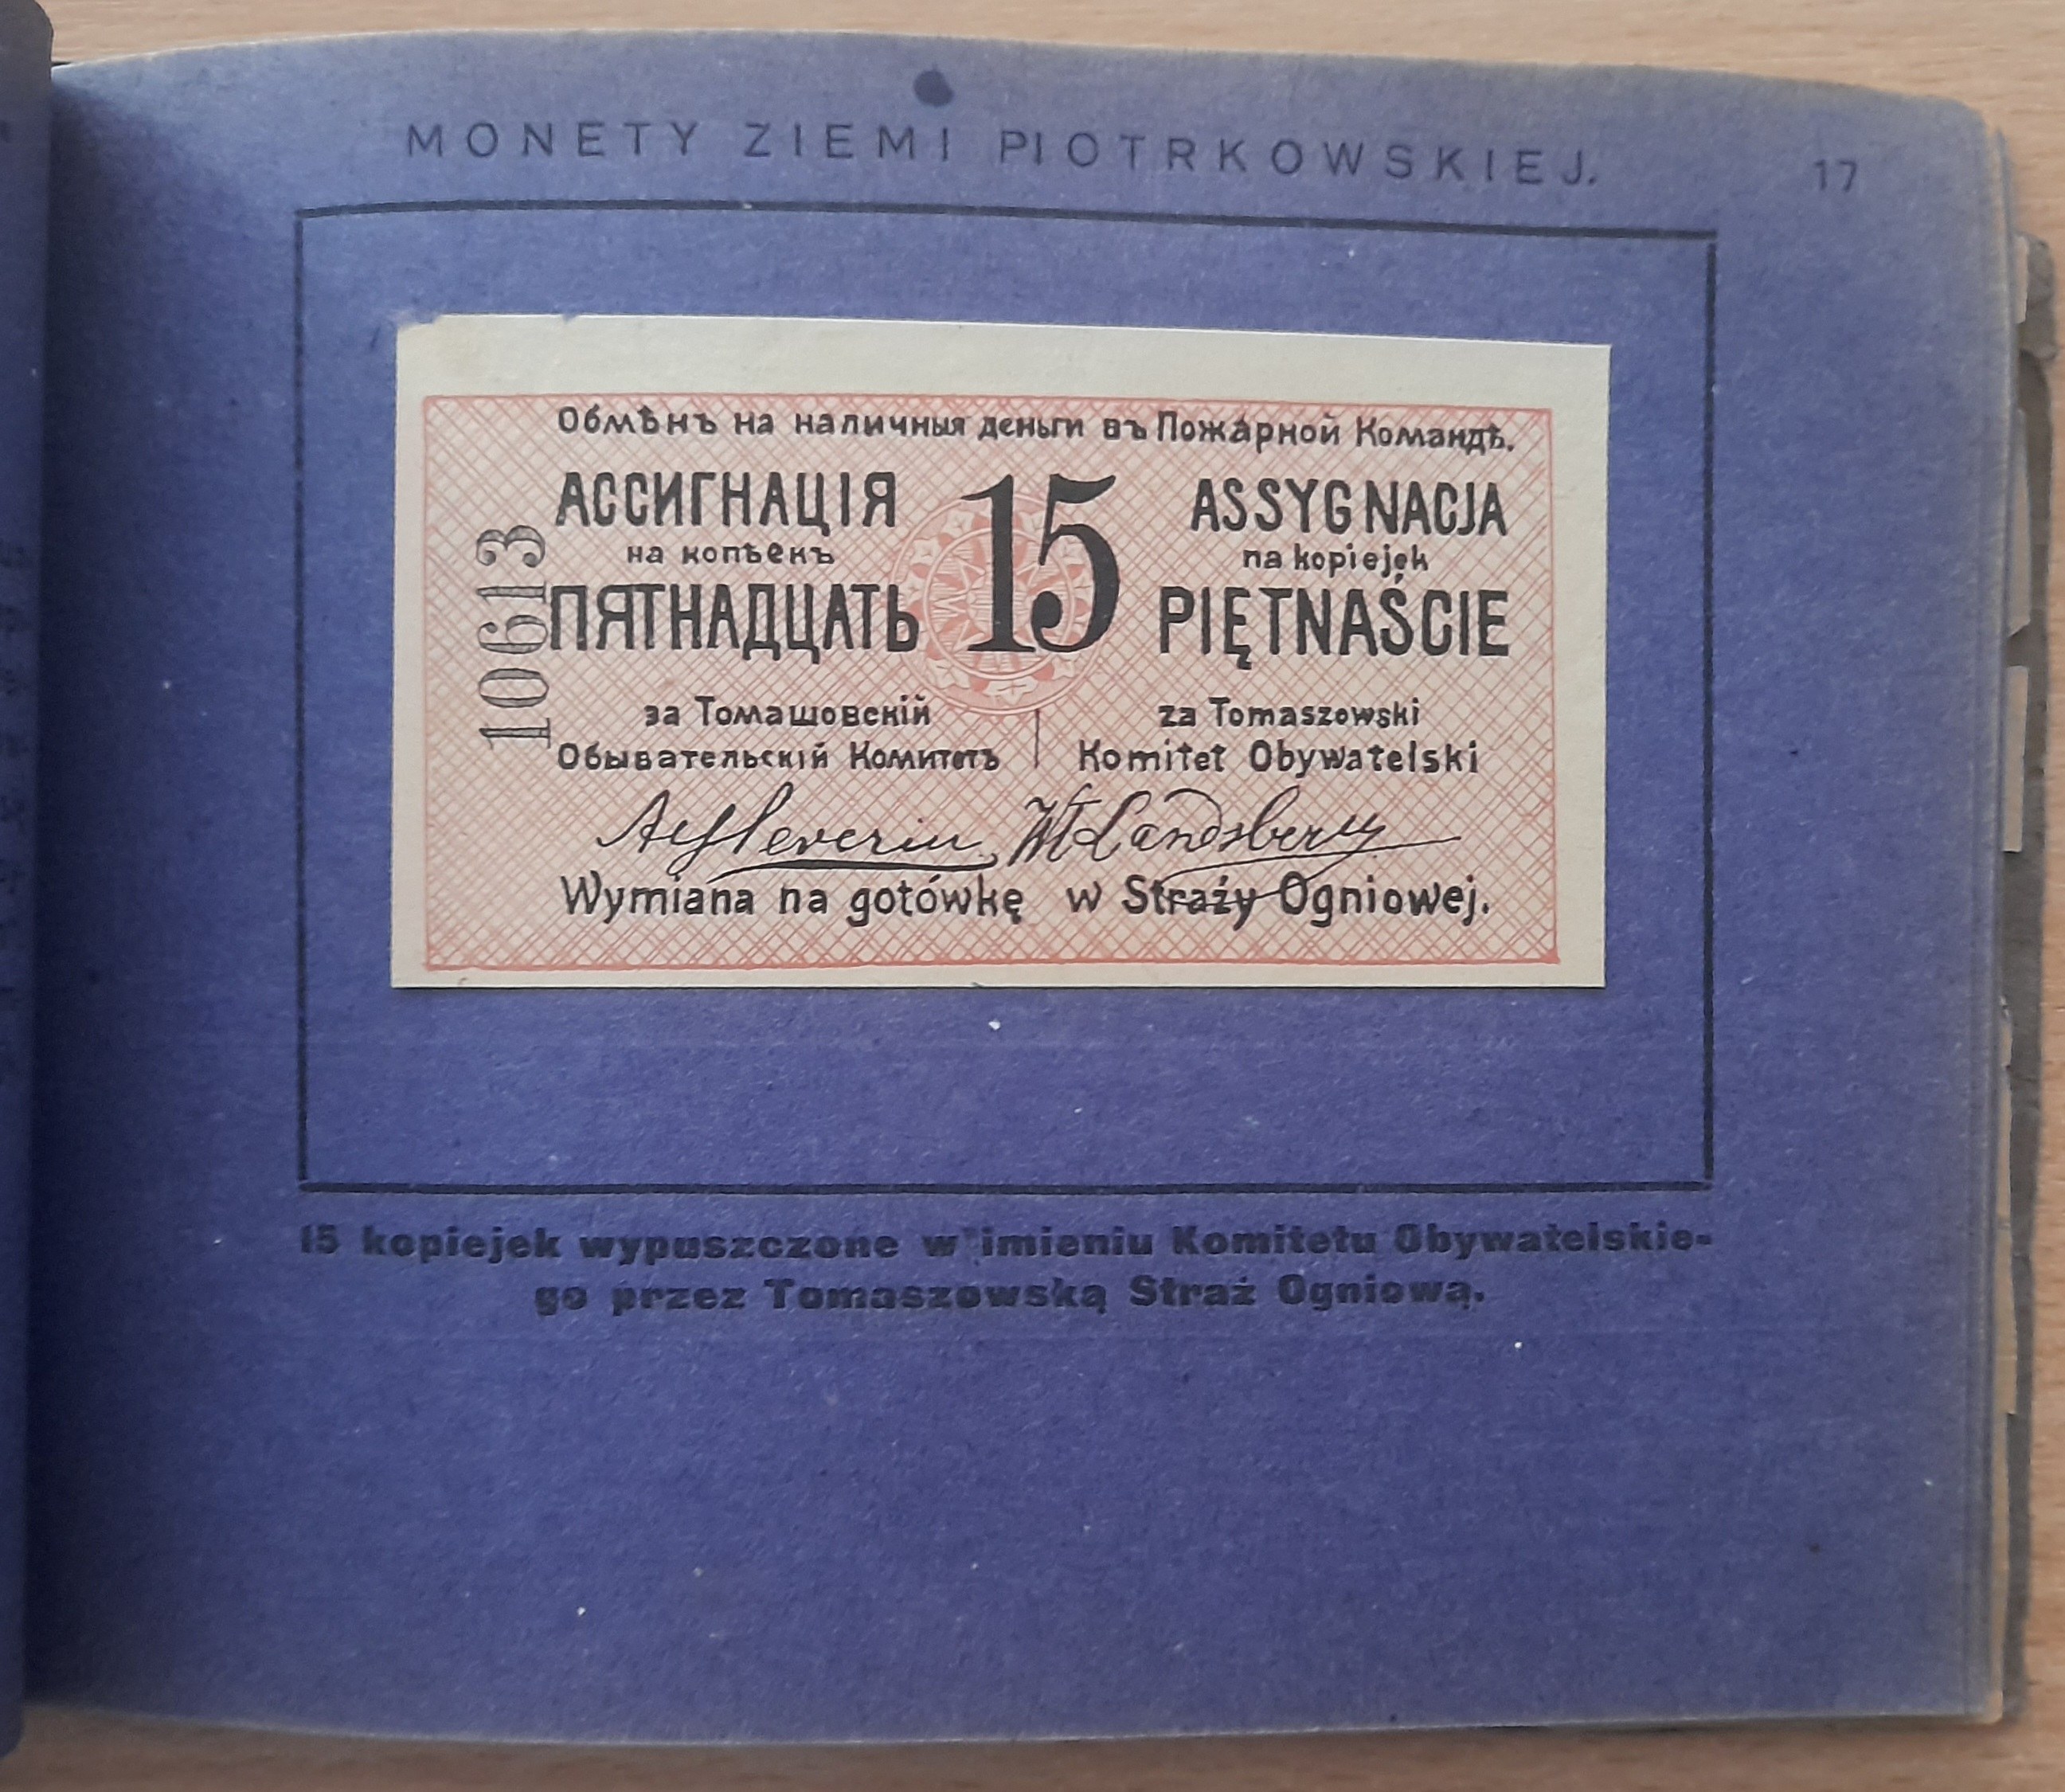 MONETY ZIEMI PIOTRKOWSKIEJ. 17
Обмѣнъ на наличныя деньги въ Пожарной Командѣ.
АССИГНАЦІЯ 15 ASSYGNACJA
на копѣекъ na kopiejek
ПЯТНАДЦАТЬ PIĘTNAŚCIE
10613
за Томашовскій za Tomaszowski
Обывательскій Комитетъ Komitet Obywatelski
Landsberg
Wymiana na gotówkę w Straży Ogniowej.
15 kopiejek wypuszczone w imieniu Komitetu Obywatelskie-
go przez Tomaszowską Straż Ogniową.